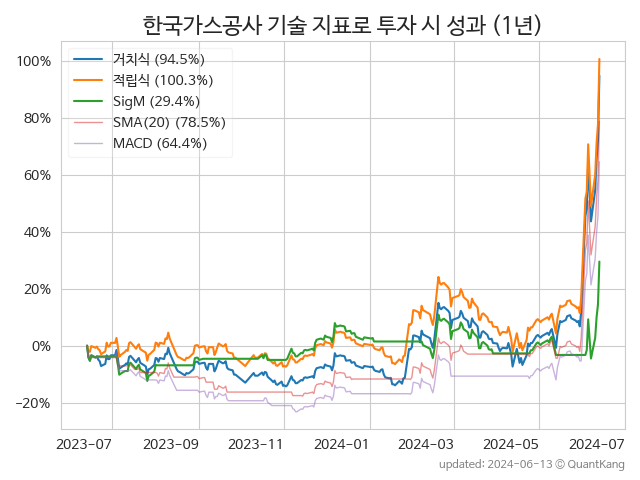 한국가스공사 기술 지표로 투자 시 성과 (1년)
거치식 (94.5%)
적립식 (100.3%)
SigM (29.4%)
SMA(20) (78.5%)
MACD (64.4%)
100%
80%
60%
40%
20%
0%
−20%
2023-07 2023-09 2023-11 2024-01 2024-03 2024-05 2024-07
updated: 2024-06-13 © QuantKang